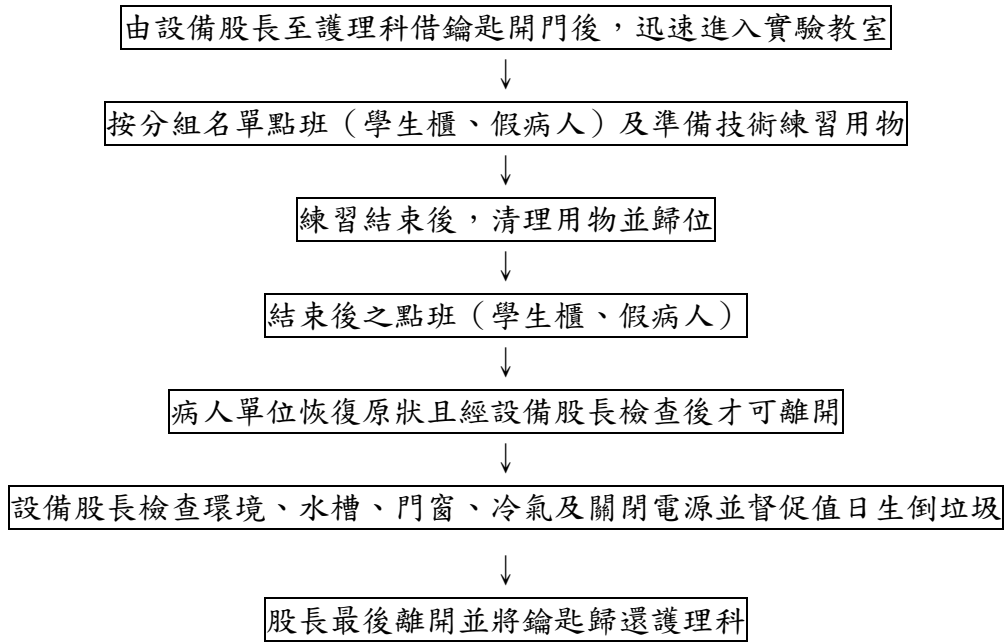 由設備股長至護理科借鑰匙開門後，迅速進入實驗教室
↓
按分組名單點班（學生櫃、假病人）及準備技術練習用物
↓
練習結束後，清理用物並歸位
↓
結束後之點班（學生櫃、假病人）
↓
病人單位恢復原狀且經設備股長檢查後才可離開
↓
設備股長檢查環境、水槽、門窗、冷氣及關閉電源並督促值日生倒垃圾
↓
股長最後離開並將鑰匙歸還護理科